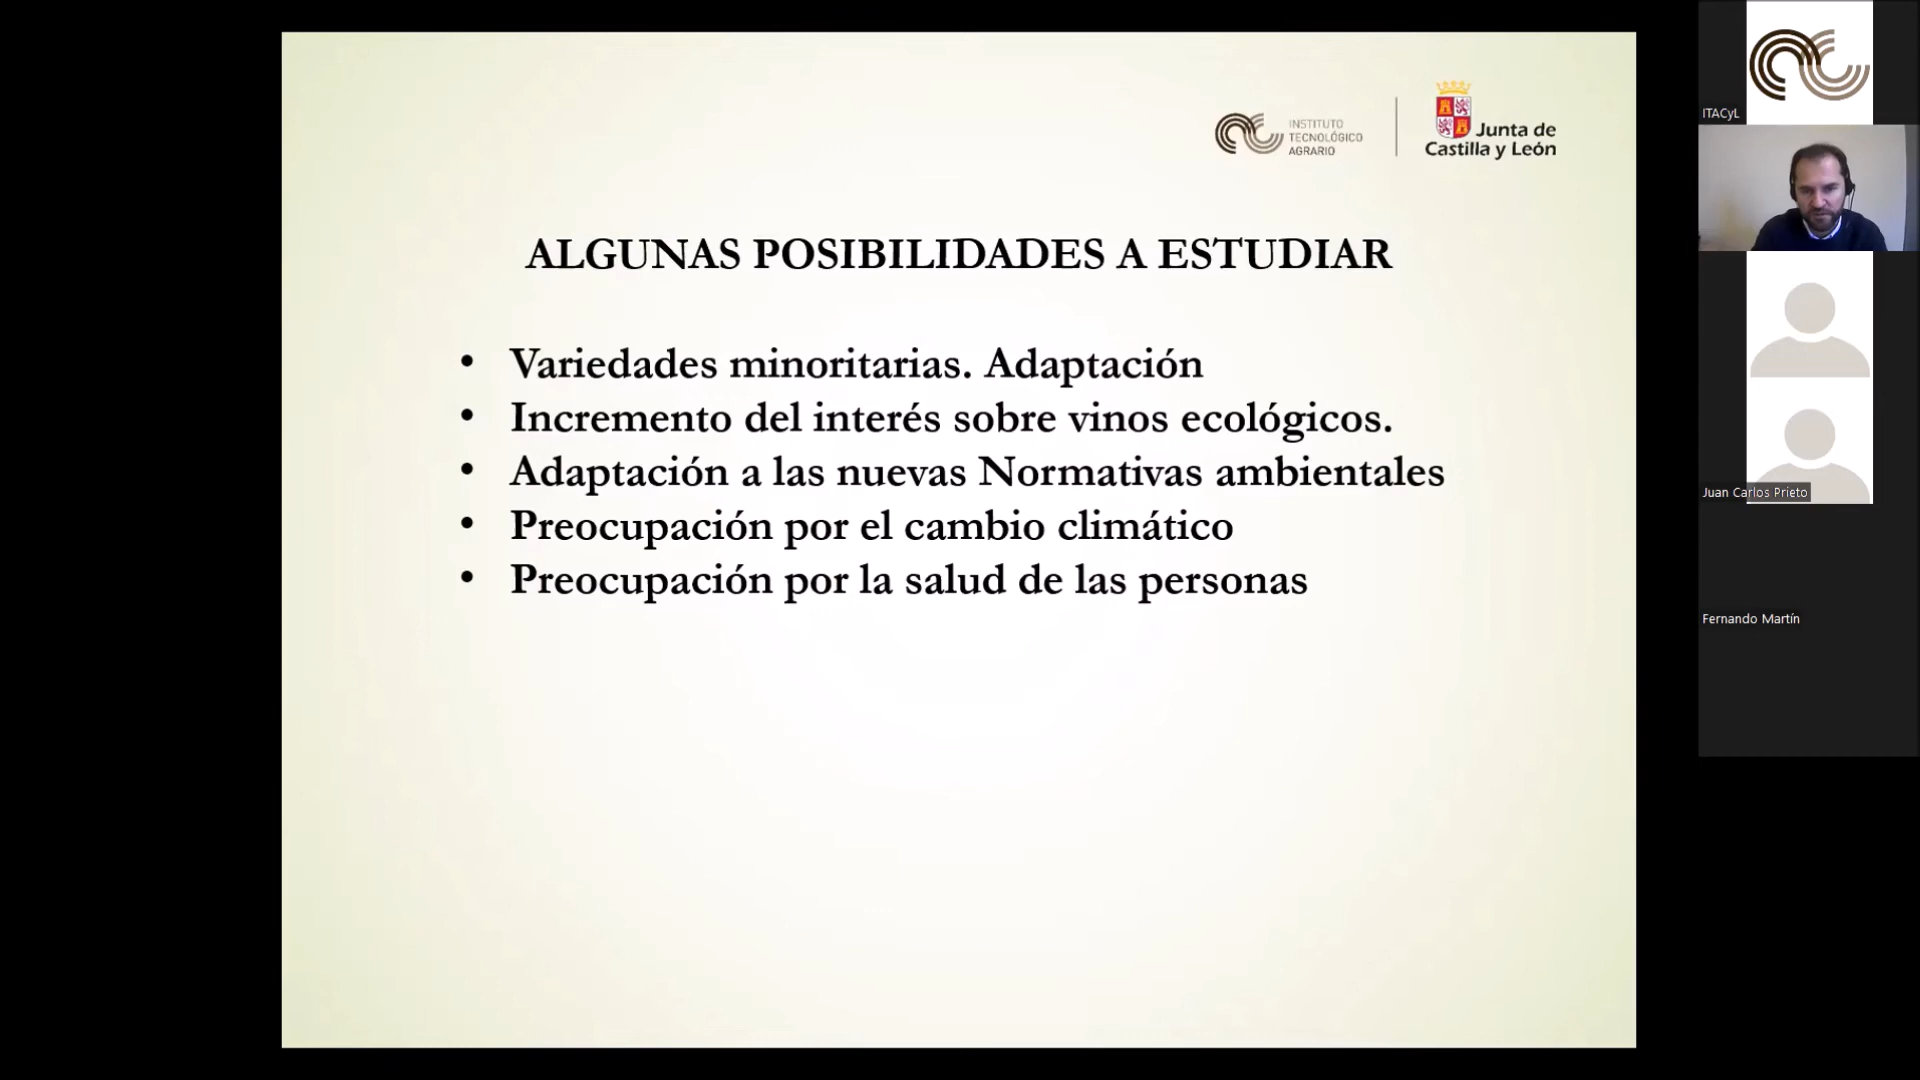 INSTITUTO
TECNOLÓGICO
AGRARIO
Junta de
Castilla y León
ALGUNAS POSIBILIDADES A ESTUDIAR
• Variedades minoritarias. Adaptación
• Incremento del interés sobre vinos ecológicos.
• Adaptación a las nuevas Normativas ambientales
• Preocupación por el cambio climático
• Preocupación por la salud de las personas
ITACyL
Juan Carlos Prieto
Fernando Martín